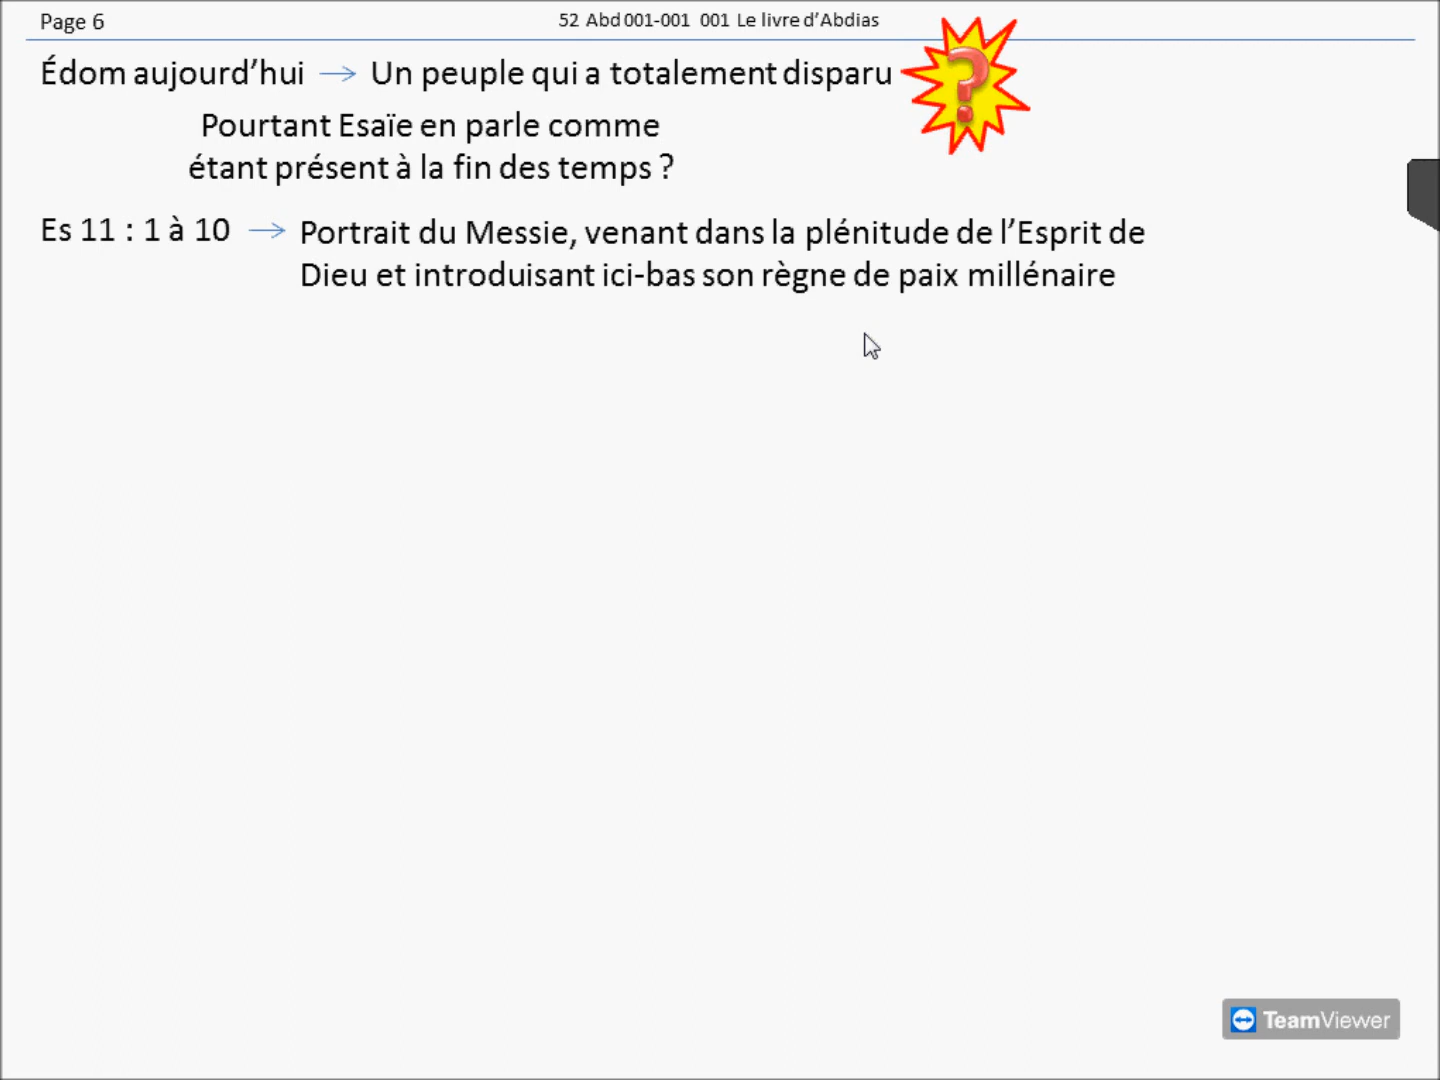 Page 6
52 Abd 001-001 001 Le livre d’Abdias
Édom aujourd’hui → Un peuple qui a totalement disparu ?
Pourtant Esaïe en parle comme
étant présent à la fin des temps ?
Es 11 : 1 à 10 → Portrait du Messie, venant dans la plénitude de l’Esprit de
Dieu et introduisant ici-bas son règne de paix millénaire
TeamViewer